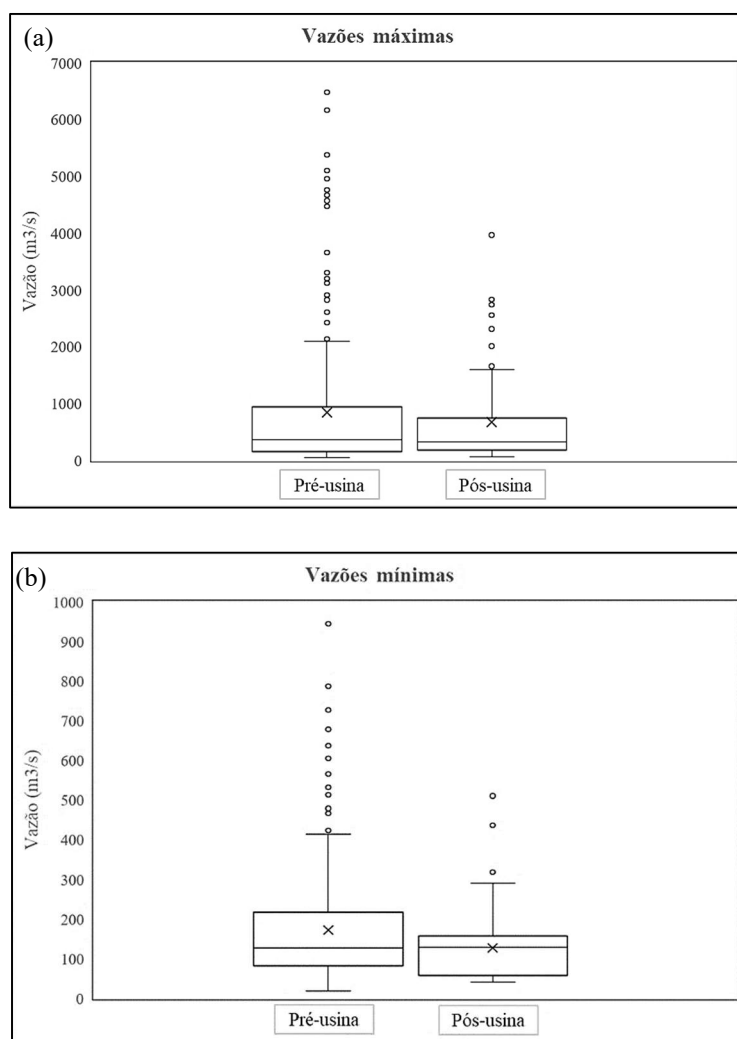 (a)
Vazões máximas
7000
6000
5000
4000
3000
2000
1000
0
Vazão (m3/s)
Pré-usina
Pós-usina
(b)
Vazões mínimas
1000
900
800
700
600
500
400
300
200
100
0
Vazão (m3/s)
Pré-usina
Pós-usina